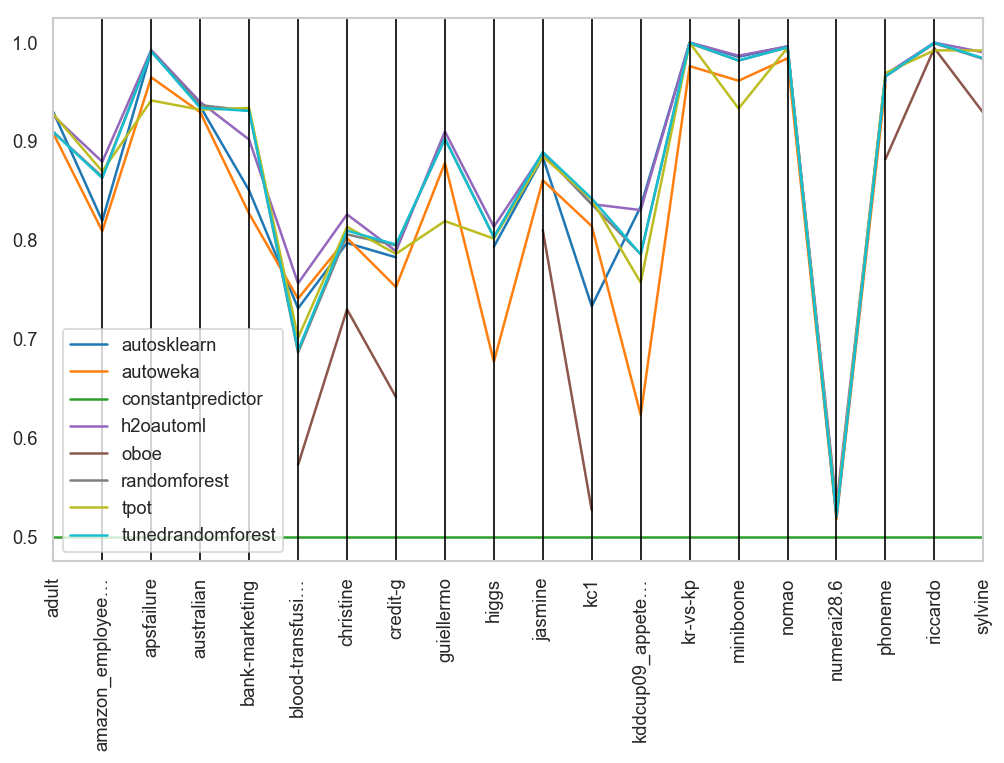 1.0
0.9
0.8
0.7
0.6
0.5
autosklearn
autoweka
constantpredictor
h2oautoml
oboe
randomforest
tpot
tunedrandomforest
adult
amazon_employee…
apsfailure
australian
bank-marketing
blood-transfusi…
christine
credit-g
guiellermo
higgs
jasmine
kc1
kddcup09_appete…
kr-vs-kp
miniboone
nomao
numerai28.6
phoneme
riccardo
sylvine